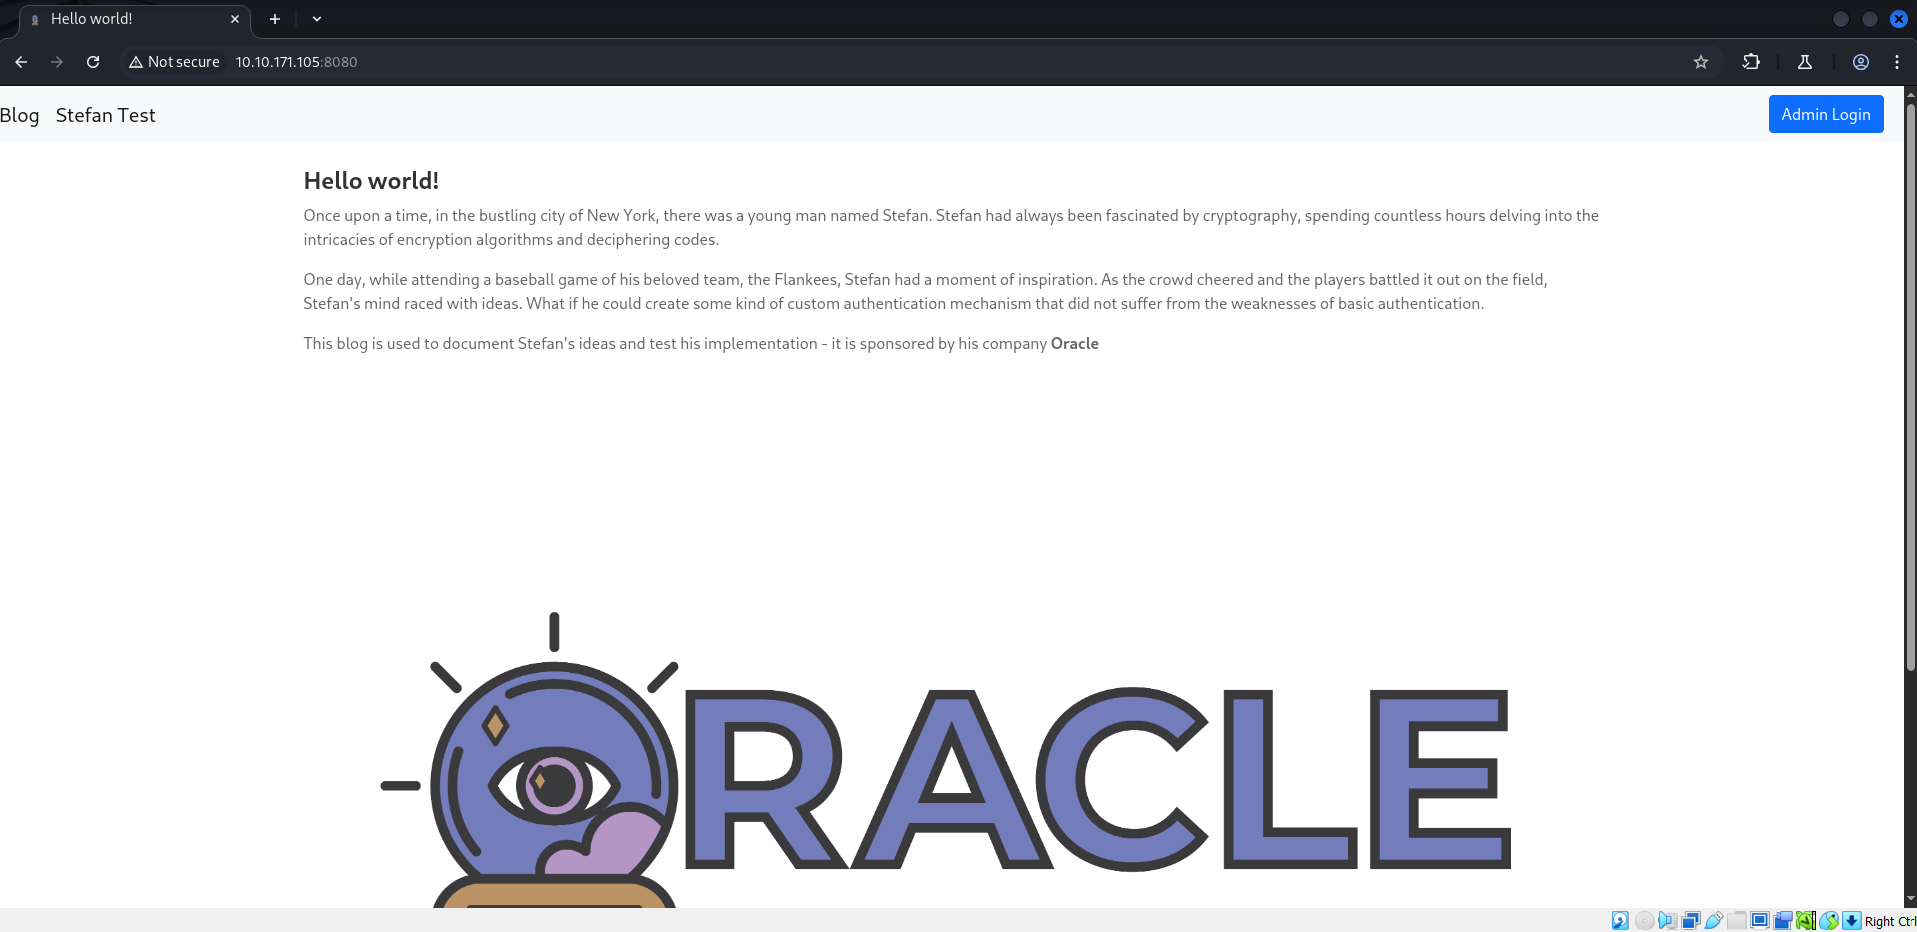 Hello world!
Not secure 10.10.171.105:8080
Blog Stefan Test Admin Login
Hello world!
Once upon a time, in the bustling city of New York, there was a young man named Stefan. Stefan had always been fascinated by cryptography, spending countless hours delving into the
intricacies of encryption algorithms and deciphering codes.
One day, while attending a baseball game of his beloved team, the Flankees, Stefan had a moment of inspiration. As the crowd cheered and the players battled it out on the field,
Stefan's mind raced with ideas. What if he could create some kind of custom authentication mechanism that did not suffer from the weaknesses of basic authentication.
This blog is used to document Stefan's ideas and test his implementation - it is sponsored by his company Oracle
ORACLE
Right Ctrl